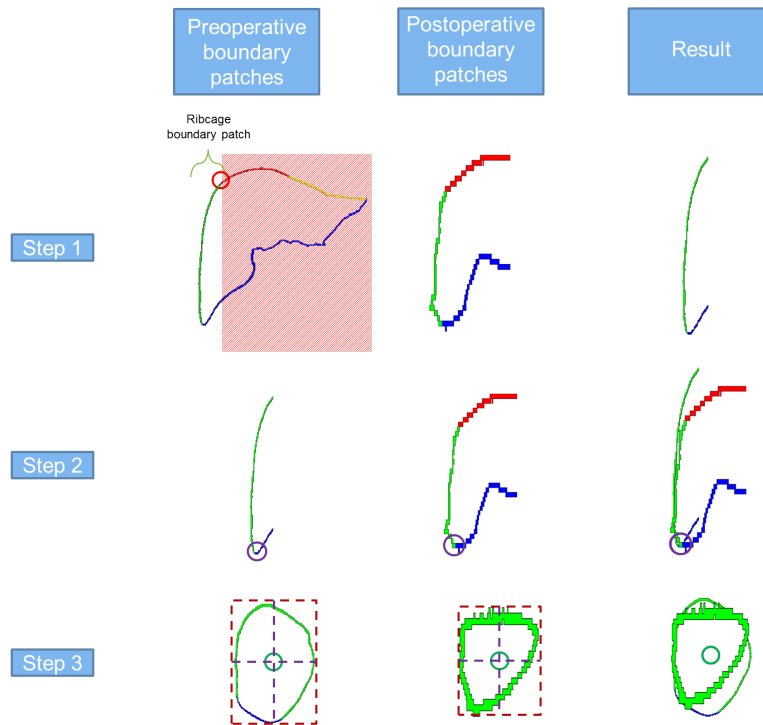 Preoperative
boundary
patches
Postoperative
boundary
patches
Result
Ribcage
boundary patch
Step 1
Step 2
Step 3